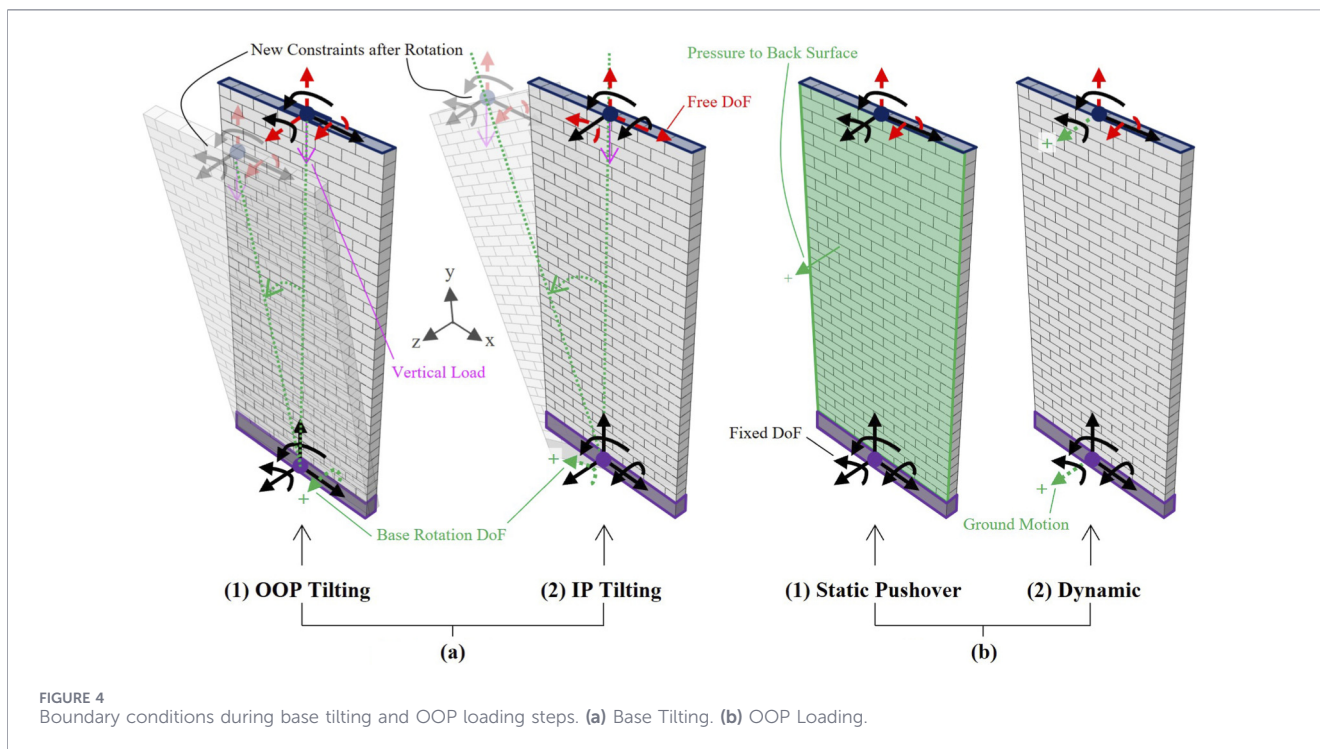 New Constraints after Rotation
Pressure to Back Surface
Free DoF
+
+
y
z
x
Vertical Load
Fixed DoF
+
+
+
Base Rotation DoF
Ground Motion
(1) OOP Tilting
(2) IP Tilting
(1) Static Pushover
(2) Dynamic
(a)
(b)
FIGURE 4
Boundary conditions during base tilting and OOP loading steps. (a) Base Tilting. (b) OOP Loading.